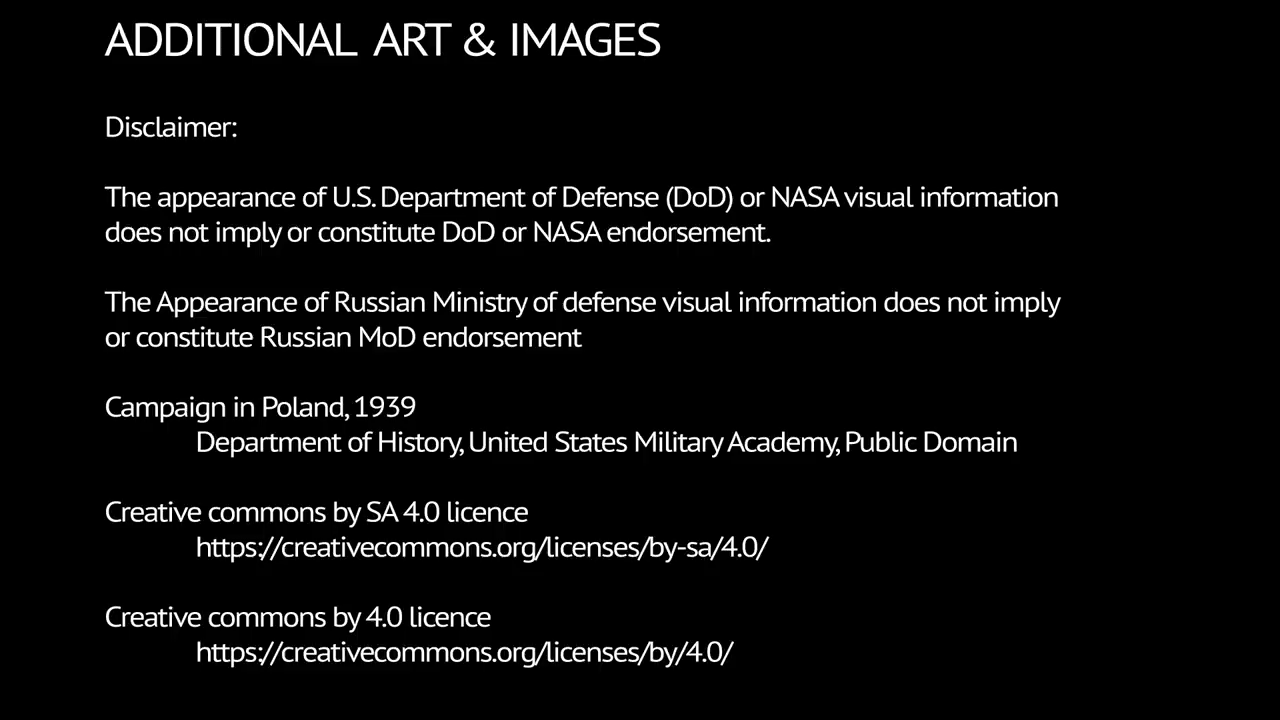 ADDITIONAL ART & IMAGES
Disclaimer:
The appearance of U.S. Department of Defense (DoD) or NASA visual information
does not imply or constitute DoD or NASA endorsement.
The Appearance of Russian Ministry of defense visual information does not imply
or constitute Russian MoD endorsement
Campaign in Poland, 1939
Department of History, United States Military Academy, Public Domain
Creative commons by SA 4.0 licence
https://creativecommons.org/licenses/by-sa/4.0/
Creative commons by 4.0 licence
https://creativecommons.org/licenses/by/4.0/